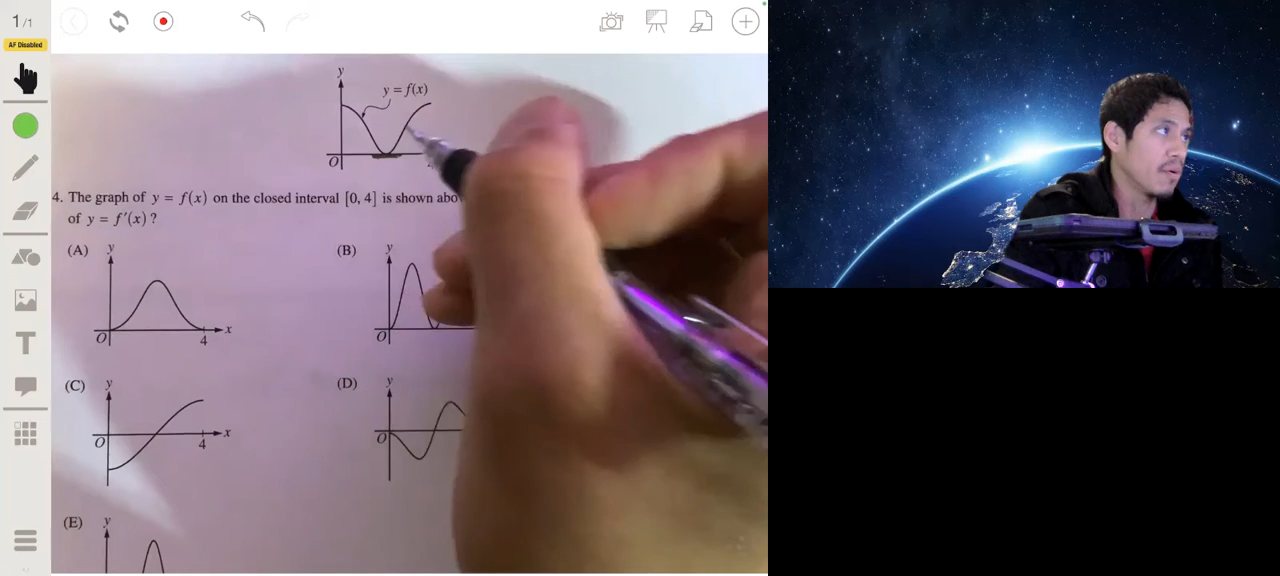 1/1
AF Disabled
y
y = f(x)
O
4. The graph of y = f(x) on the closed interval [0, 4] is shown
of y = f′(x) ?
(A)
y
O
4
x
(B)
y
O
(C)
y
O
4
x
(D)
y
O
(E)
y
T